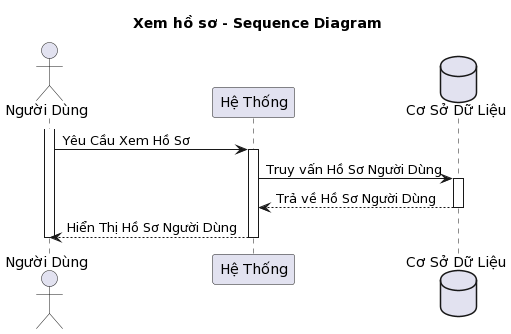 Xem hồ sơ - Sequence Diagram
Người Dùng
Hệ Thống
Cơ Sở Dữ Liệu
Yêu Cầu Xem Hồ Sơ
Truy vấn Hồ Sơ Người Dùng
Trả về Hồ Sơ Người Dùng
Hiển Thị Hồ Sơ Người Dùng
Người Dùng
Hệ Thống
Cơ Sở Dữ Liệu